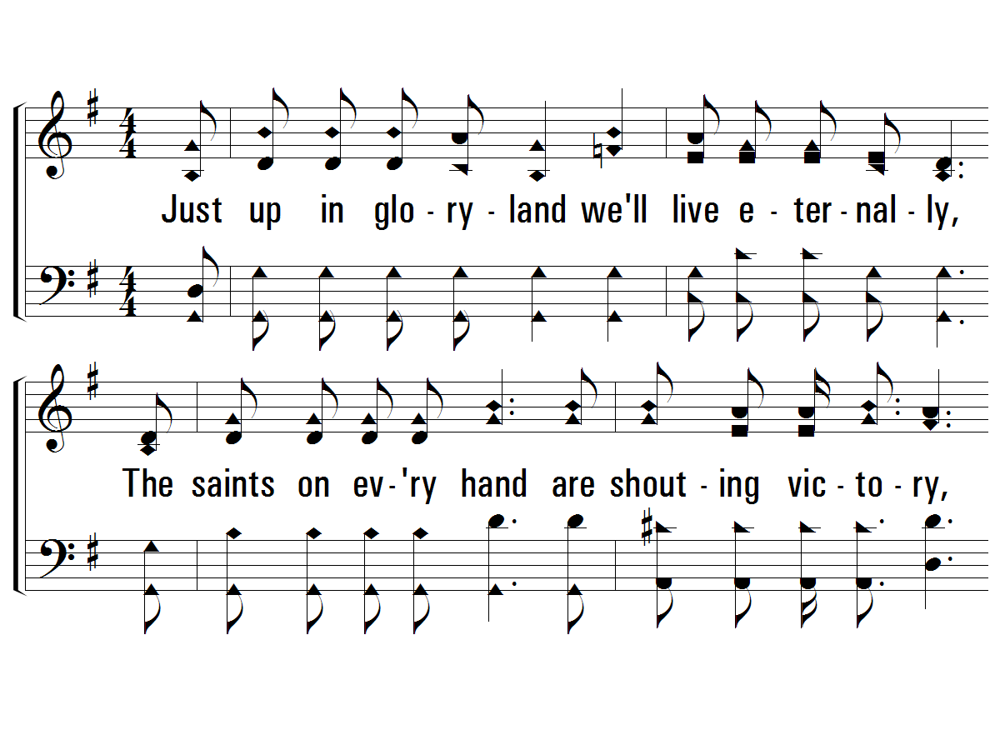 Just up in glo - ry - land we'll live e - ter - nal - ly,
The saints on ev - 'ry hand are shout - ing vic - to - ry,